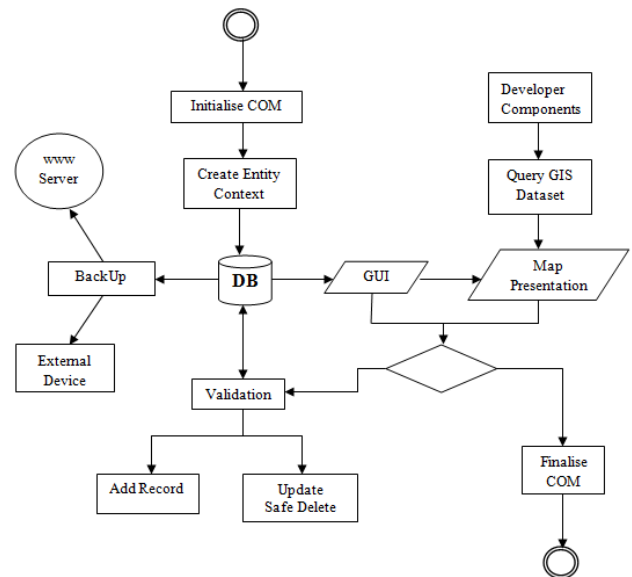 Initialise COM
Developer
Components
www
Server
Create Entity
Context
Query GIS
Dataset
BackUp
DB
GUI
Map
Presentation
External
Device
Validation
Add Record
Update
Safe Delete
Finalise
COM